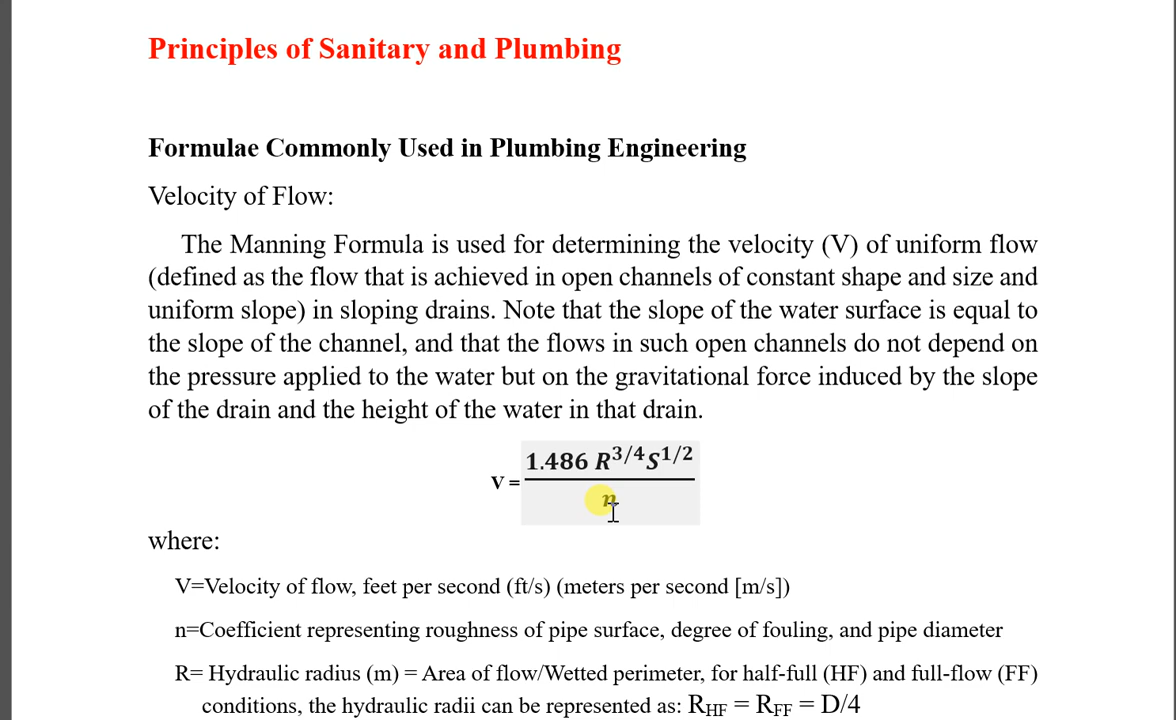 Principles of Sanitary and Plumbing
Formulae Commonly Used in Plumbing Engineering
Velocity of Flow:
The Manning Formula is used for determining the velocity (V) of uniform flow
(defined as the flow that is achieved in open channels of constant shape and size and
uniform slope) in sloping drains. Note that the slope of the water surface is equal to
the slope of the channel, and that the flows in such open channels do not depend on
the pressure applied to the water but on the gravitational force induced by the slope
of the drain and the height of the water in that drain.
1.486 R^3/4 S^1/2
V =
n
where:
V=Velocity of flow, feet per second (ft/s) (meters per second [m/s])
n=Coefficient representing roughness of pipe surface, degree of fouling, and pipe diameter
R= Hydraulic radius (m) = Area of flow/Wetted perimeter, for half-full (HF) and full-flow (FF)
conditions, the hydraulic radii can be represented as: RHF = RFF = D/4